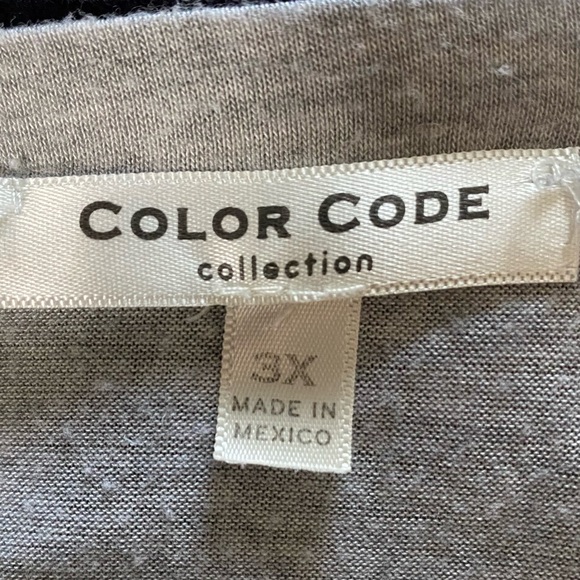 COLOR CODE
collection
3X
MADE IN
MEXICO